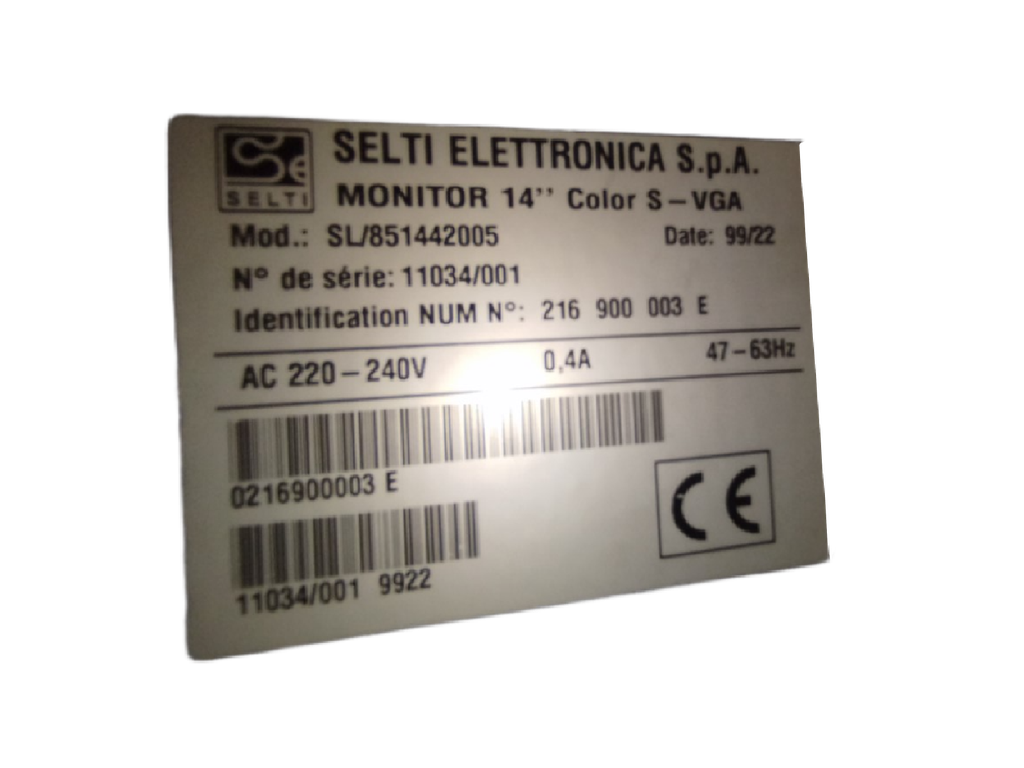 SELTI
SELTI ELETTRONICA S.p.A.
MONITOR 14'' Color S-VGA
Mod.: SL/851442005 Date: 99/22
N° de série: 11034/001
Identification NUM N°: 216 900 003 E
AC 220-240V 0,4A 47-63Hz
0216900003 E
11034/001 9922
CE